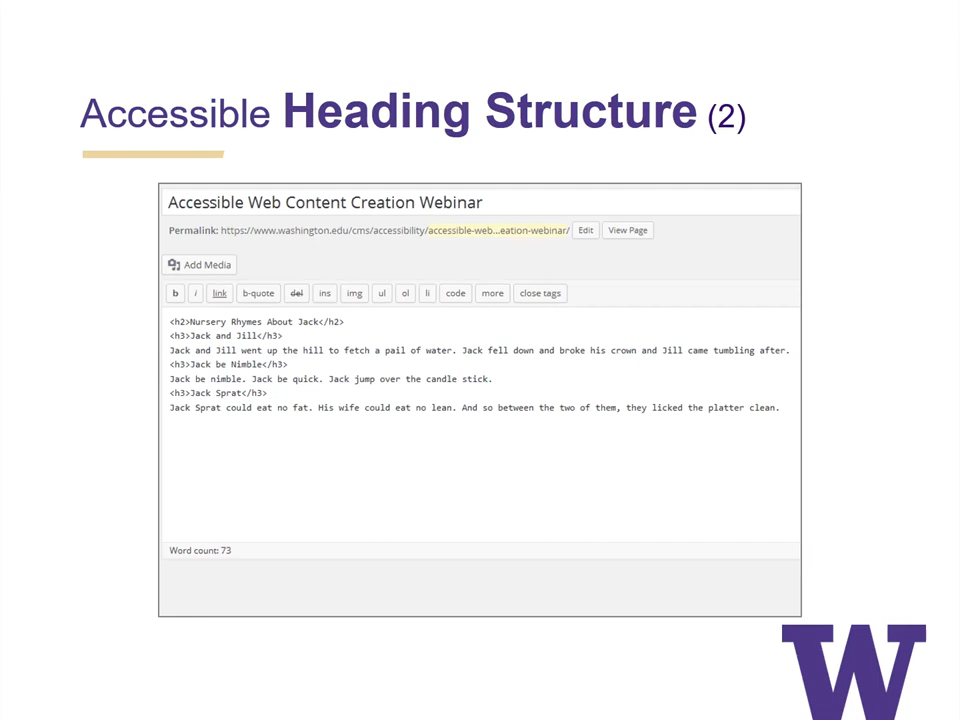 Accessible Heading Structure (2)
Accessible Web Content Creation Webinar
Permalink: https://www.washington.edu/cms/accessibility/accessible-web...eation-webinar/ Edit View Page
Add Media
b i link b-quote del ins img ul ol li code more close tags
<h2>Nursery Rhymes About Jack</h2>
<h3>Jack and Jill</h3>
Jack and Jill went up the hill to fetch a pail of water. Jack fell down and broke his crown and Jill came tumbling after.
<h3>Jack be Nimble</h3>
Jack be nimble. Jack be quick. Jack jump over the candle stick.
<h3>Jack Sprat</h3>
Jack Sprat could eat no fat. His wife could eat no lean. And so between the two of them, they licked the platter clean.
Word count: 73
W